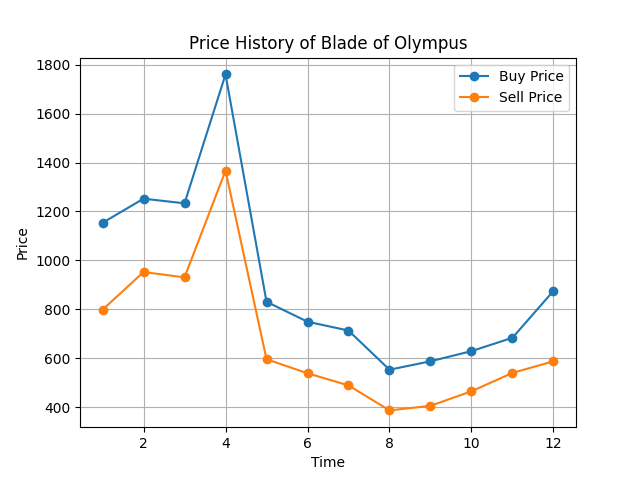 Price History of Blade of Olympus
Buy Price
Sell Price
Price
1800
1600
1400
1200
1000
800
600
400
2 4 6 8 10 12
Time